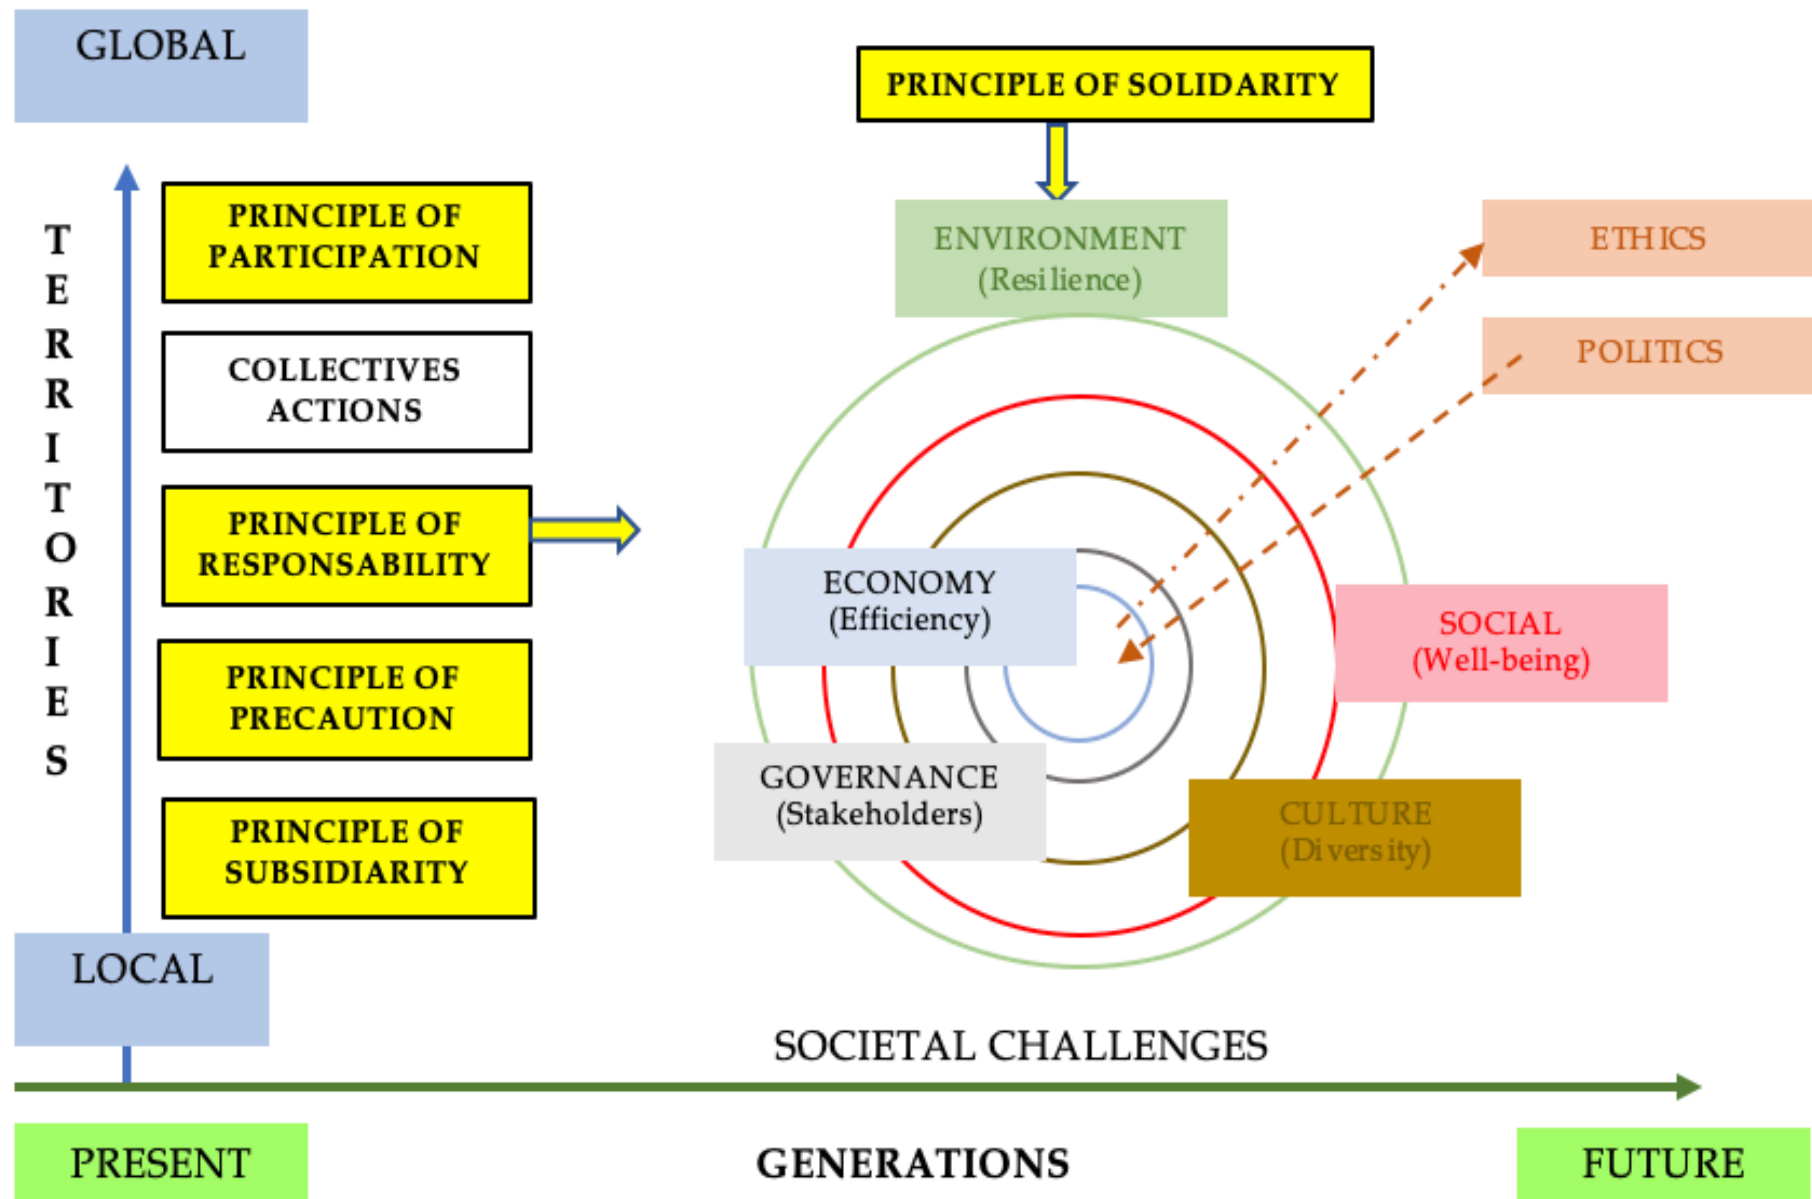 GLOBAL
PRINCIPLE OF SOLIDARITY
TERRITORIES
PRINCIPLE OF
PARTICIPATION
COLLECTIVES
ACTIONS
PRINCIPLE OF
RESPONSABILITY
PRINCIPLE OF
PRECAUTION
PRINCIPLE OF
SUBSIDIARITY
LOCAL
ENVIRONMENT
(Resilience)
ETHICS
POLITICS
ECONOMY
(Efficiency)
SOCIAL
(Well-being)
GOVERNANCE
(Stakeholders)
CULTURE
(Diversity)
SOCIETAL CHALLENGES
PRESENT
GENERATIONS
FUTURE